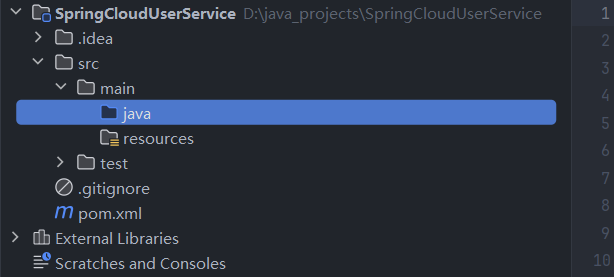 SpringCloudUserService D:\java_projects\SpringCloudUserService
.idea
src
main
java
resources
test
.gitignore
m pom.xml
External Libraries
Scratches and Consoles
1
2
3
4
5
6
7
8
9
10